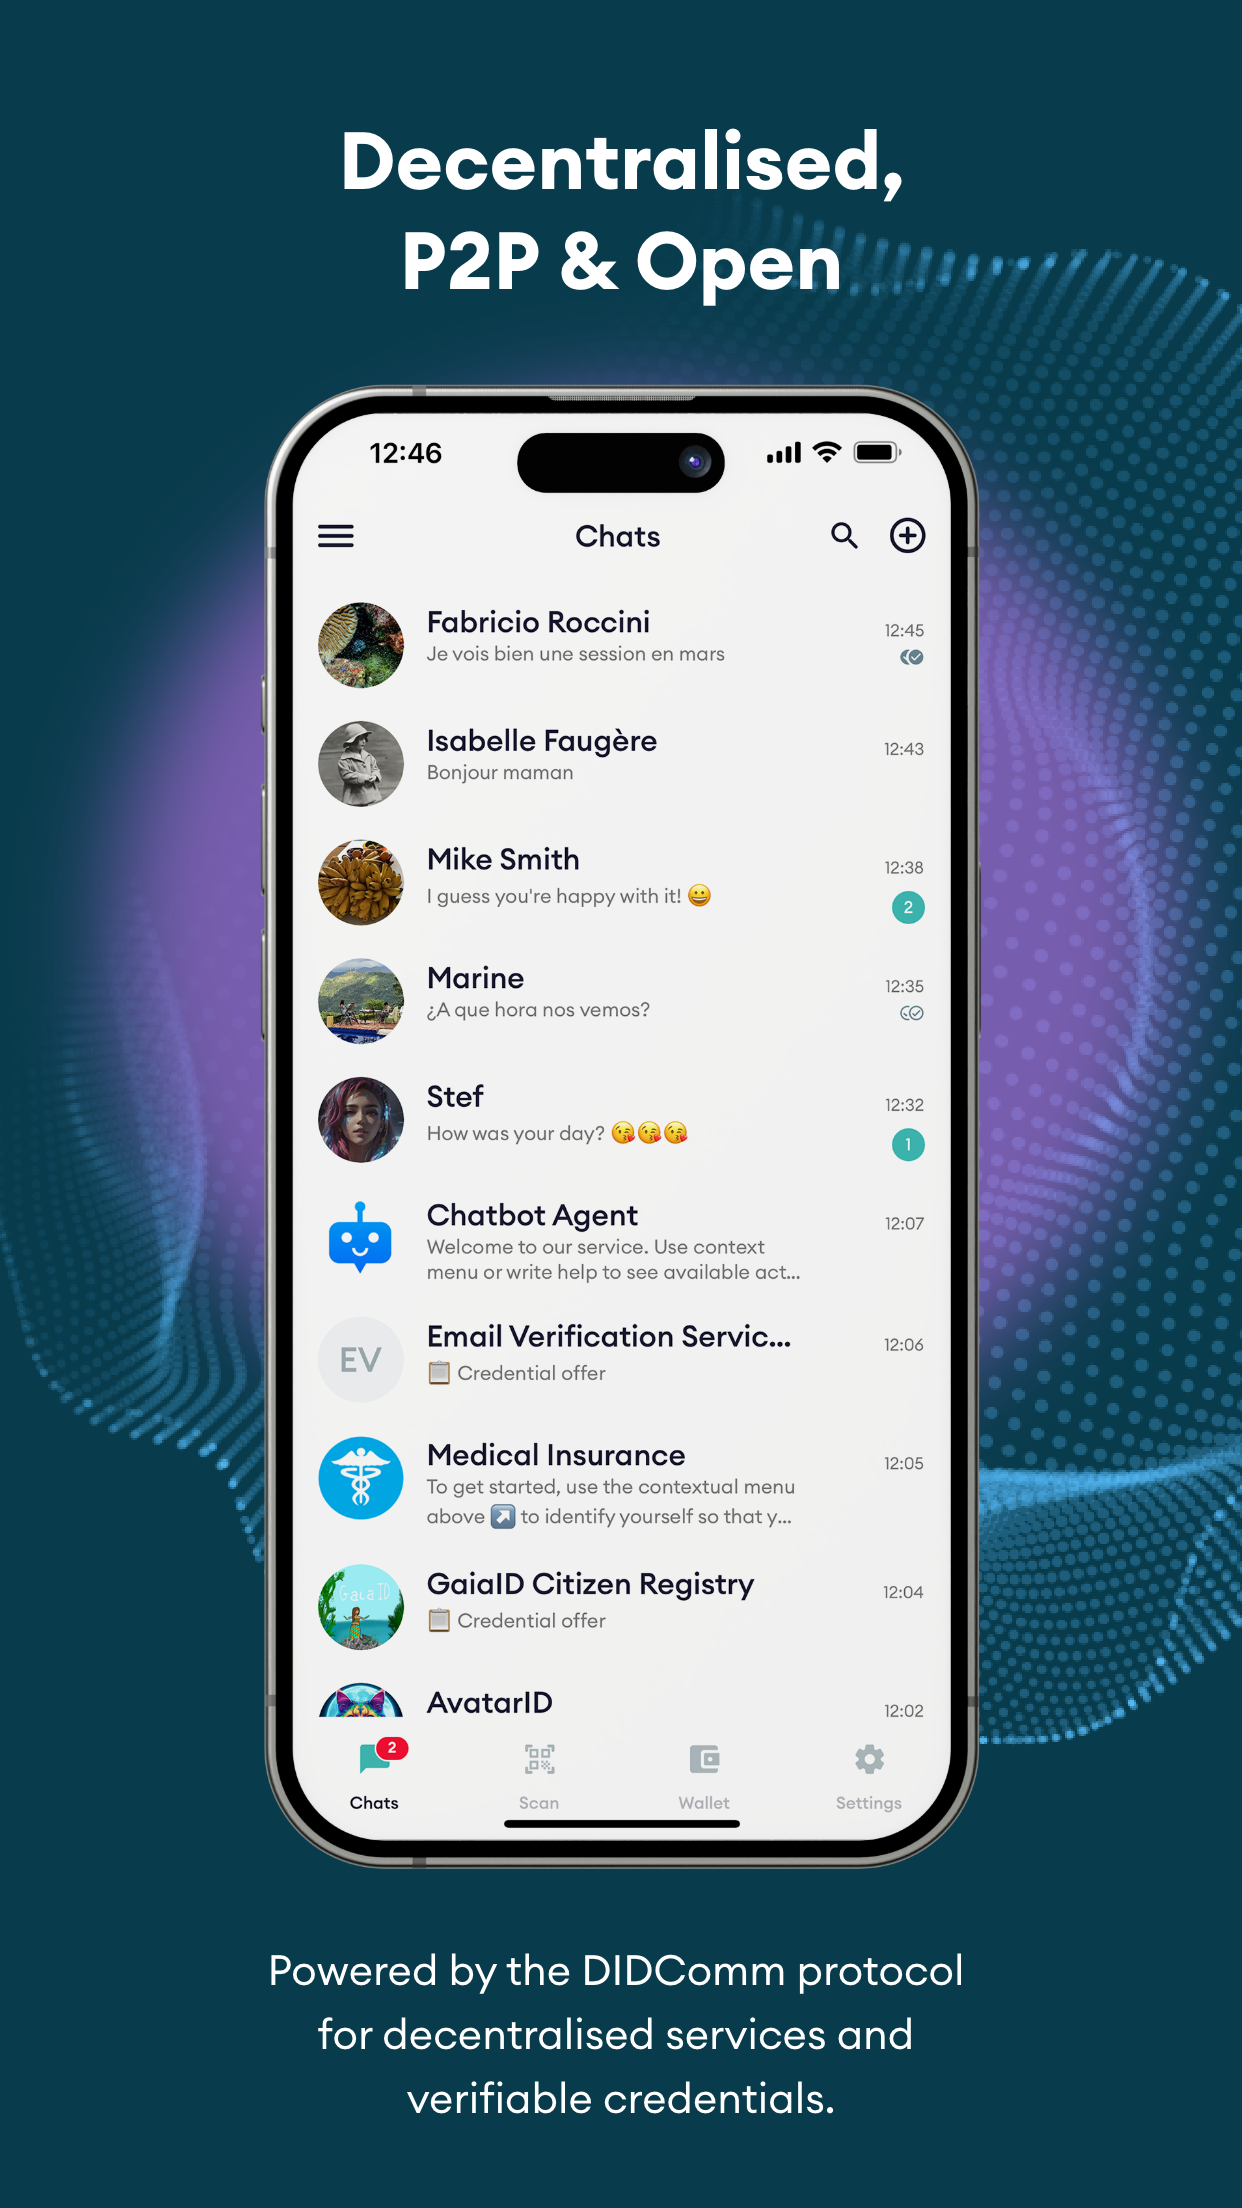 Decentralised,
P2P & Open
12:46
Chats
Fabricio Roccini
12:45
Je vois bien une session en mars
Isabelle Faugère
12:43
Bonjour maman
Mike Smith
12:38
I guess you're happy with it! 😀
2
Marine
12:35
¿A que hora nos vemos?
Stef
12:32
How was your day? 😘😘😘
1
Chatbot Agent
12:07
Welcome to our service. Use context
menu or write help to see available act...
EV
Email Verification Servic...
12:06
📋 Credential offer
Medical Insurance
12:05
To get started, use the contextual menu
above ↗️ to identify yourself so that y...
GaiaID
GaiaID Citizen Registry
12:04
📋 Credential offer
AvatarID
12:02
2
Chats
Scan
Wallet
Settings
Powered by the DIDComm protocol
for decentralised services and
verifiable credentials.